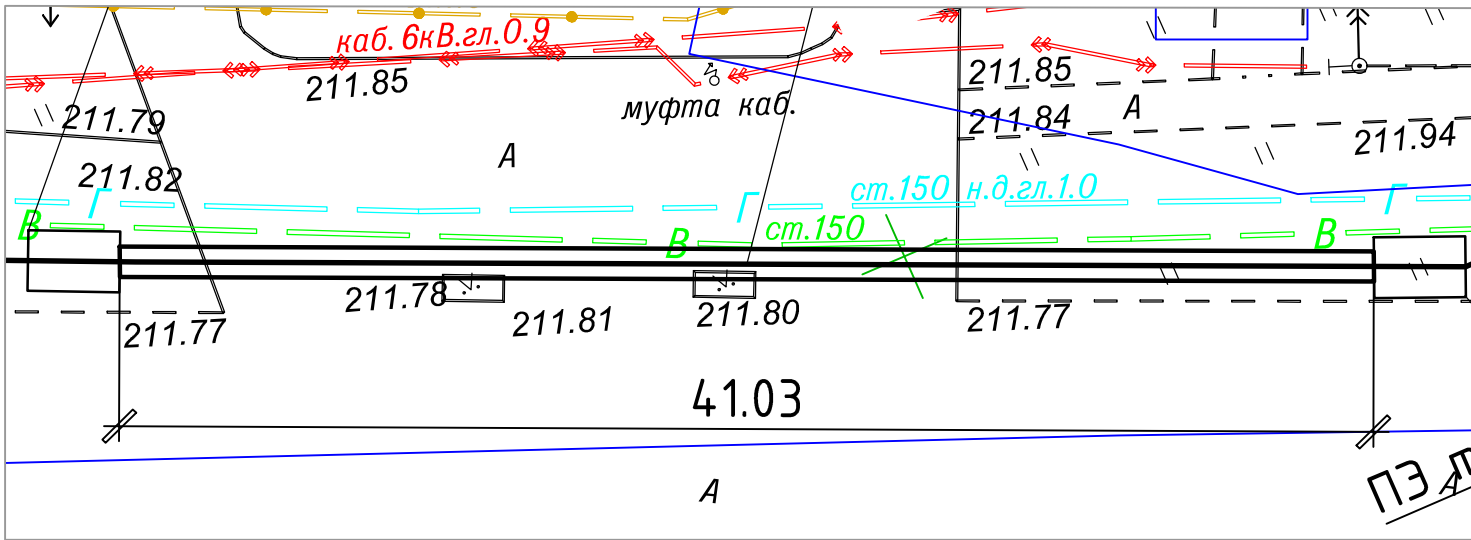 каб. 6кВ.гл.0.9
211.85
211.85
муфта каб.
211.79
211.84
А
211.94
А
211.82
Г
Г
ст.150 н.д.гл.1.0
Г
В
В
ст.150
В
211.78
211.77
211.81
211.80
211.77
41.03
ПЭ
А
А